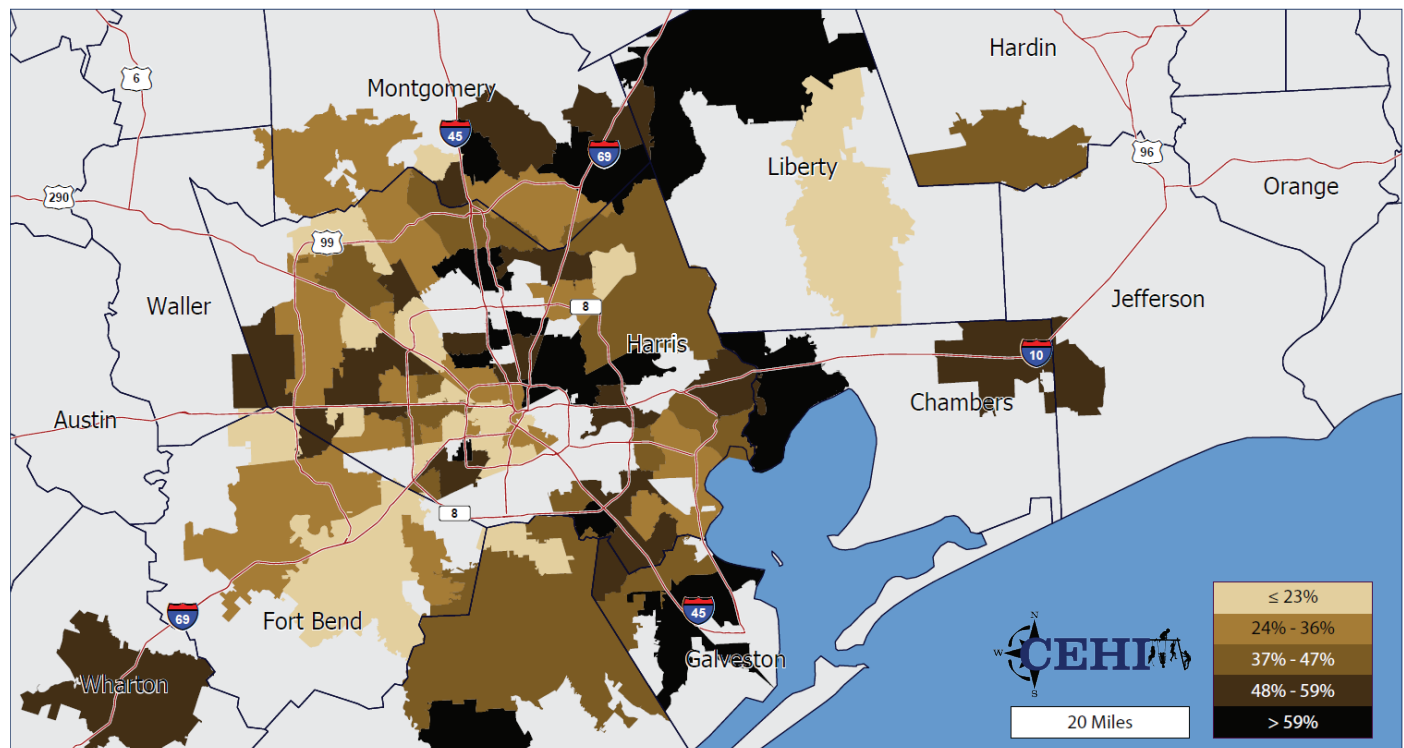 Hardin
6
Montgomery
45
69
96
Liberty
Orange
290
99
Waller
8
Jefferson
Harris
10
Austin
Chambers
8
Fort Bend
69
45
Galveston
Wharton
N
W
S
CEHI
20 Miles
≤ 23%
24% - 36%
37% - 47%
48% - 59%
> 59%